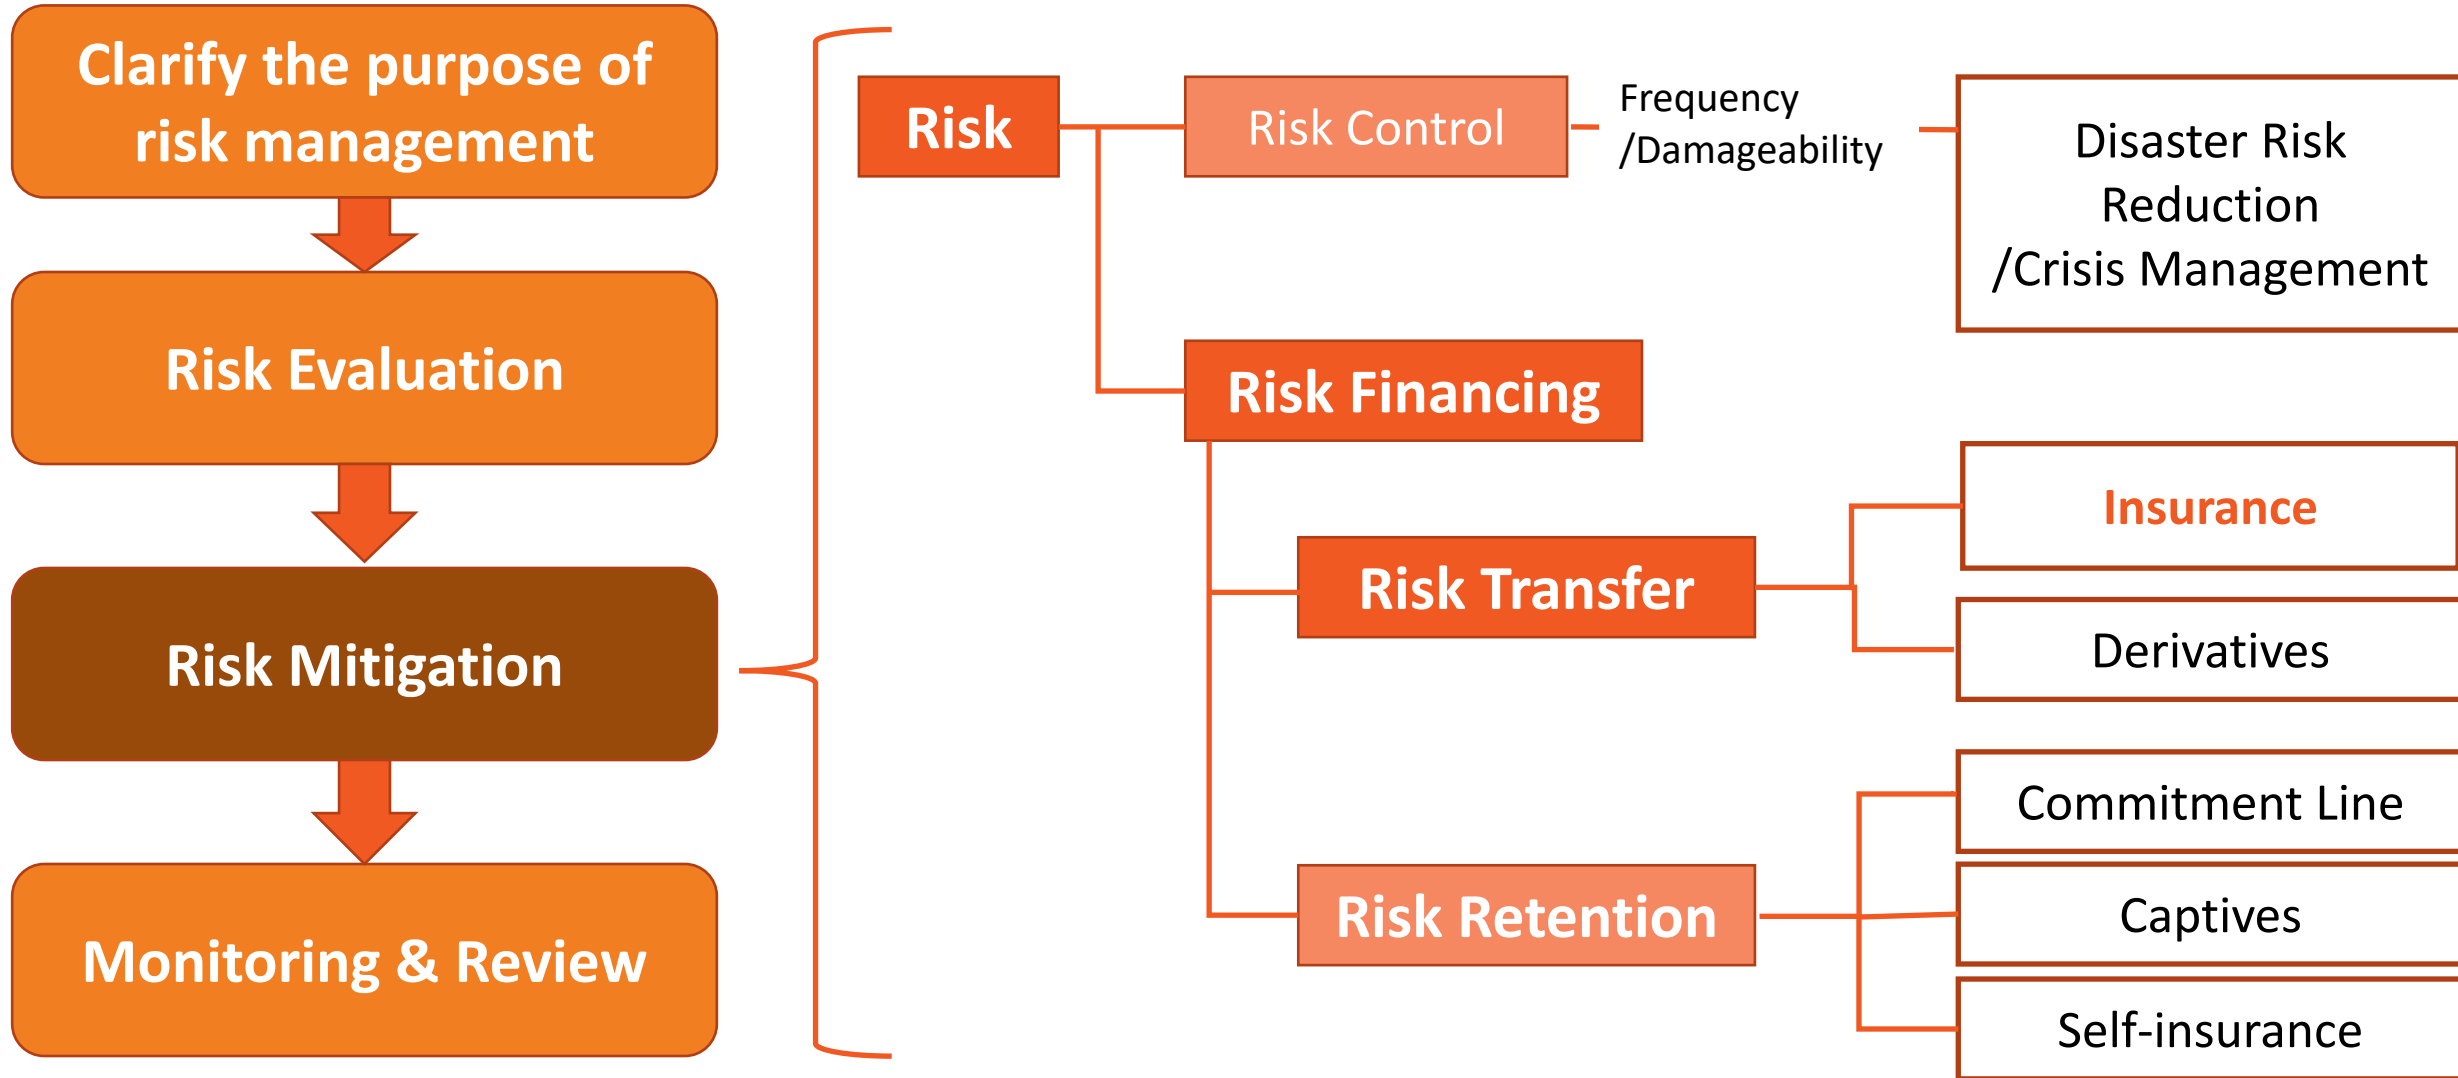 Clarify the purpose of
risk management
Risk Evaluation
Risk Mitigation
Monitoring & Review
Risk
Risk Control
Frequency
/Damageability
Disaster Risk
Reduction
/Crisis Management
Risk Financing
Risk Transfer
Insurance
Derivatives
Risk Retention
Commitment Line
Captives
Self-insurance